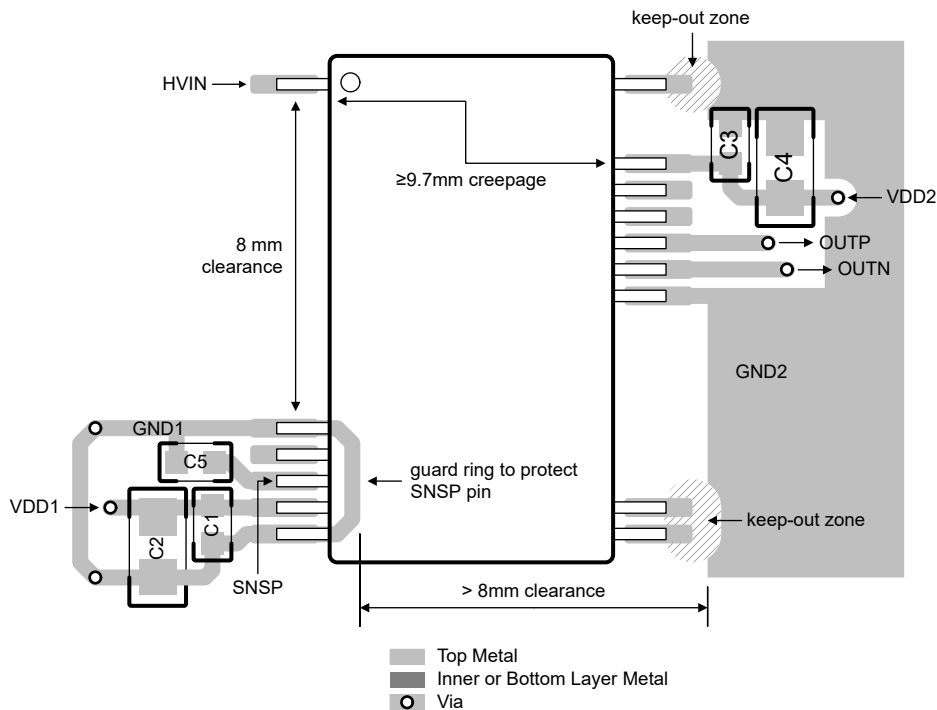 keep-out zone
HVIN
C3
C4
≥9.7mm creepage
VDD2
8 mm
clearance
OUTP
OUTN
GND2
GND1
C5
guard ring to protect
SNSP pin
VDD1
C1
C2
keep-out zone
SNSP
> 8mm clearance
Top Metal
Inner or Bottom Layer Metal
Via